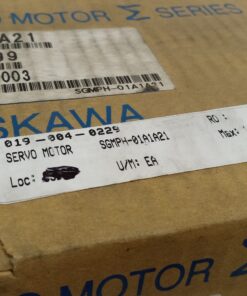 O MOTOR Σ SERIES
A21
09
003
SGMPH-01A1A21
SKAWA
019-004-0229
RO:
SERVO MOTOR SGMPH-01A1A21
Max:
Loc: U/M: EA
O MOTOR Σ